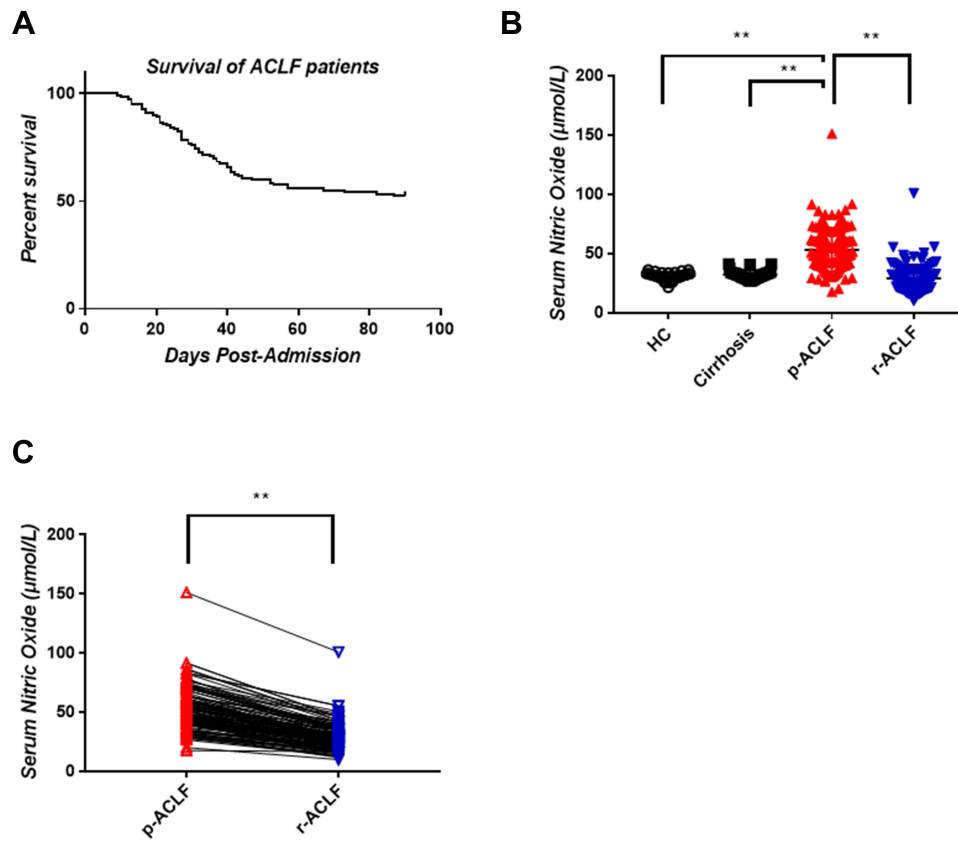 A
Survival of ACLF patients
Percent survival
100
50
0
0 20 40 60 80 100
Days Post-Admission
B
** **
**
Serum Nitric Oxide (μmol/L)
200
150
100
50
0
HC Cirrhosis p-ACLF r-ACLF
C
**
Serum Nitric Oxide (μmol/L)
200
150
100
50
0
p-ACLF r-ACLF